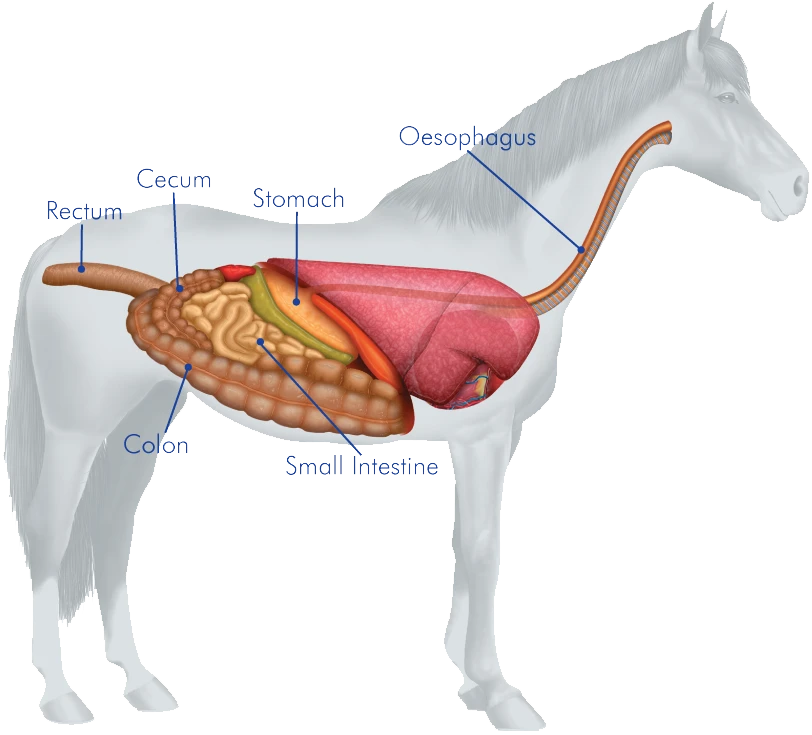 Oesophagus
Cecum
Stomach
Rectum
Colon
Small Intestine